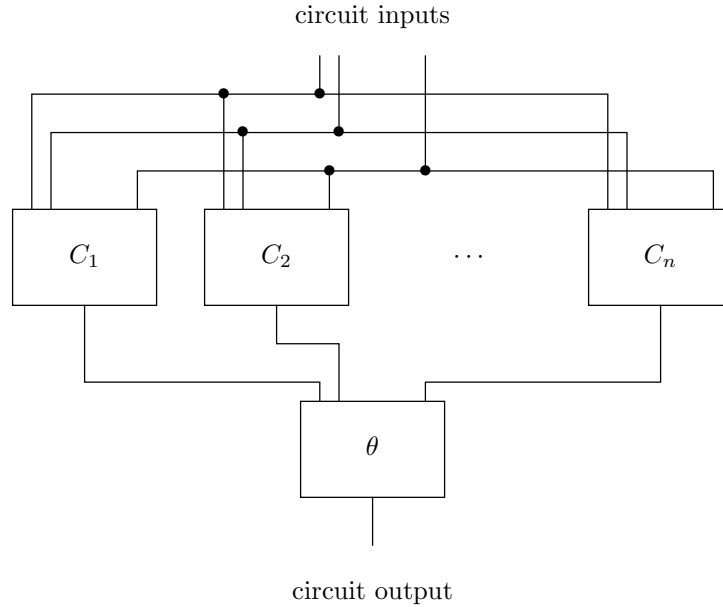 circuit inputs
C₁ C₂ ⋯ Cₙ
θ
circuit output